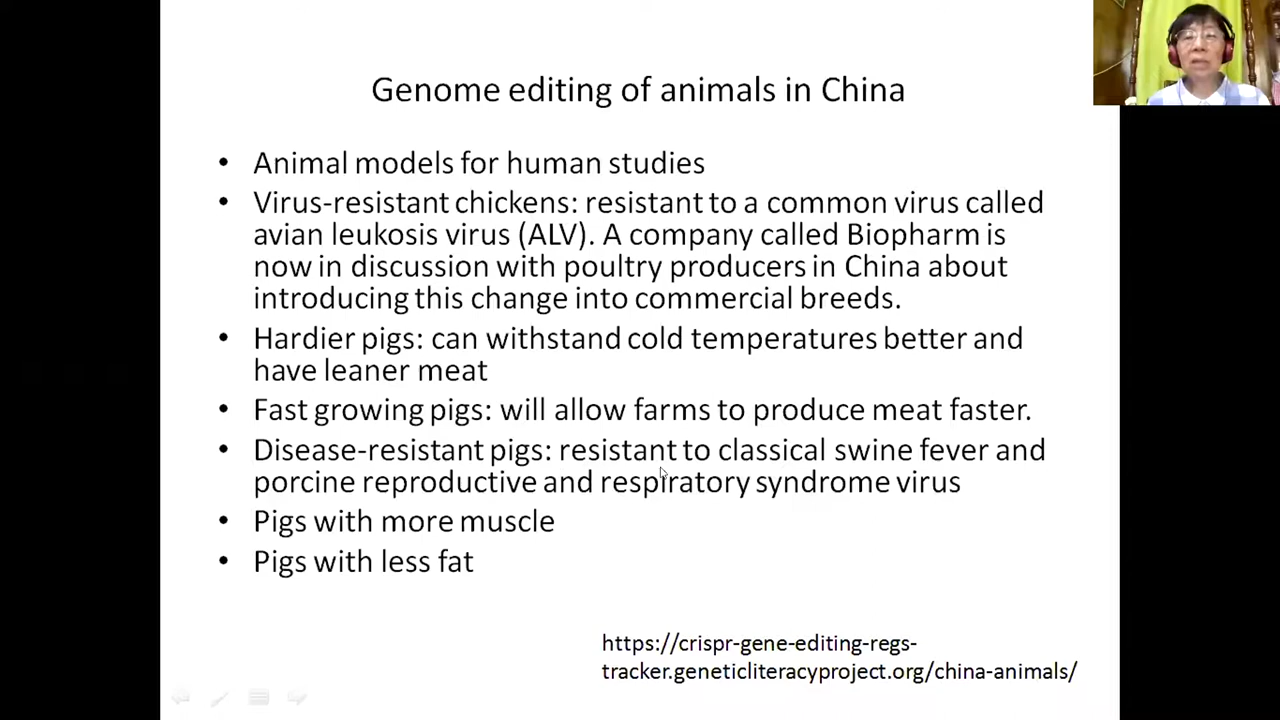 Genome editing of animals in China
• Animal models for human studies
• Virus-resistant chickens: resistant to a common virus called
avian leukosis virus (ALV). A company called Biopharm is
now in discussion with poultry producers in China about
introducing this change into commercial breeds.
• Hardier pigs: can withstand cold temperatures better and
have leaner meat
• Fast growing pigs: will allow farms to produce meat faster.
• Disease-resistant pigs: resistant to classical swine fever and
porcine reproductive and respiratory syndrome virus
• Pigs with more muscle
• Pigs with less fat
https://crispr-gene-editing-regs-
tracker.geneticliteracyproject.org/china-animals/